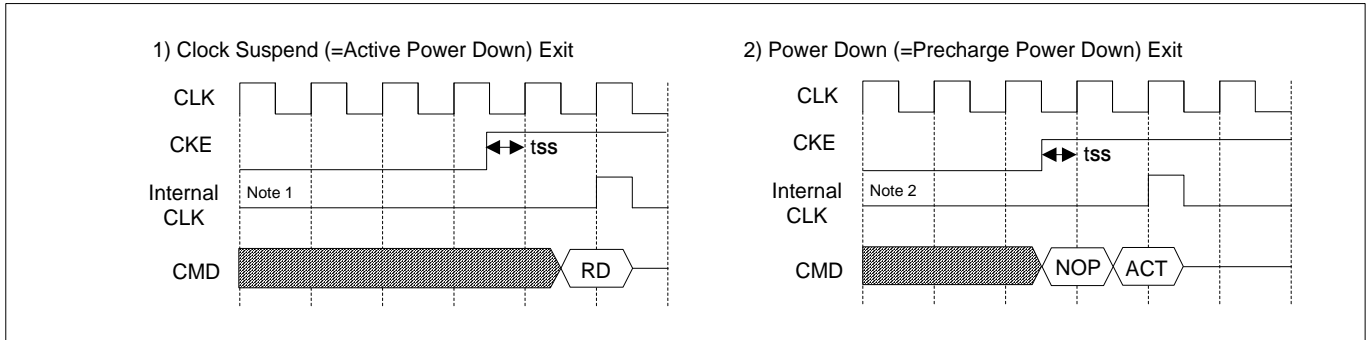 1) Clock Suspend (=Active Power Down) Exit
CLK
CKE
tss
Internal
CLK
Note 1
CMD
RD
2) Power Down (=Precharge Power Down) Exit
CLK
CKE
tss
Internal
CLK
Note 2
CMD
NOP
ACT